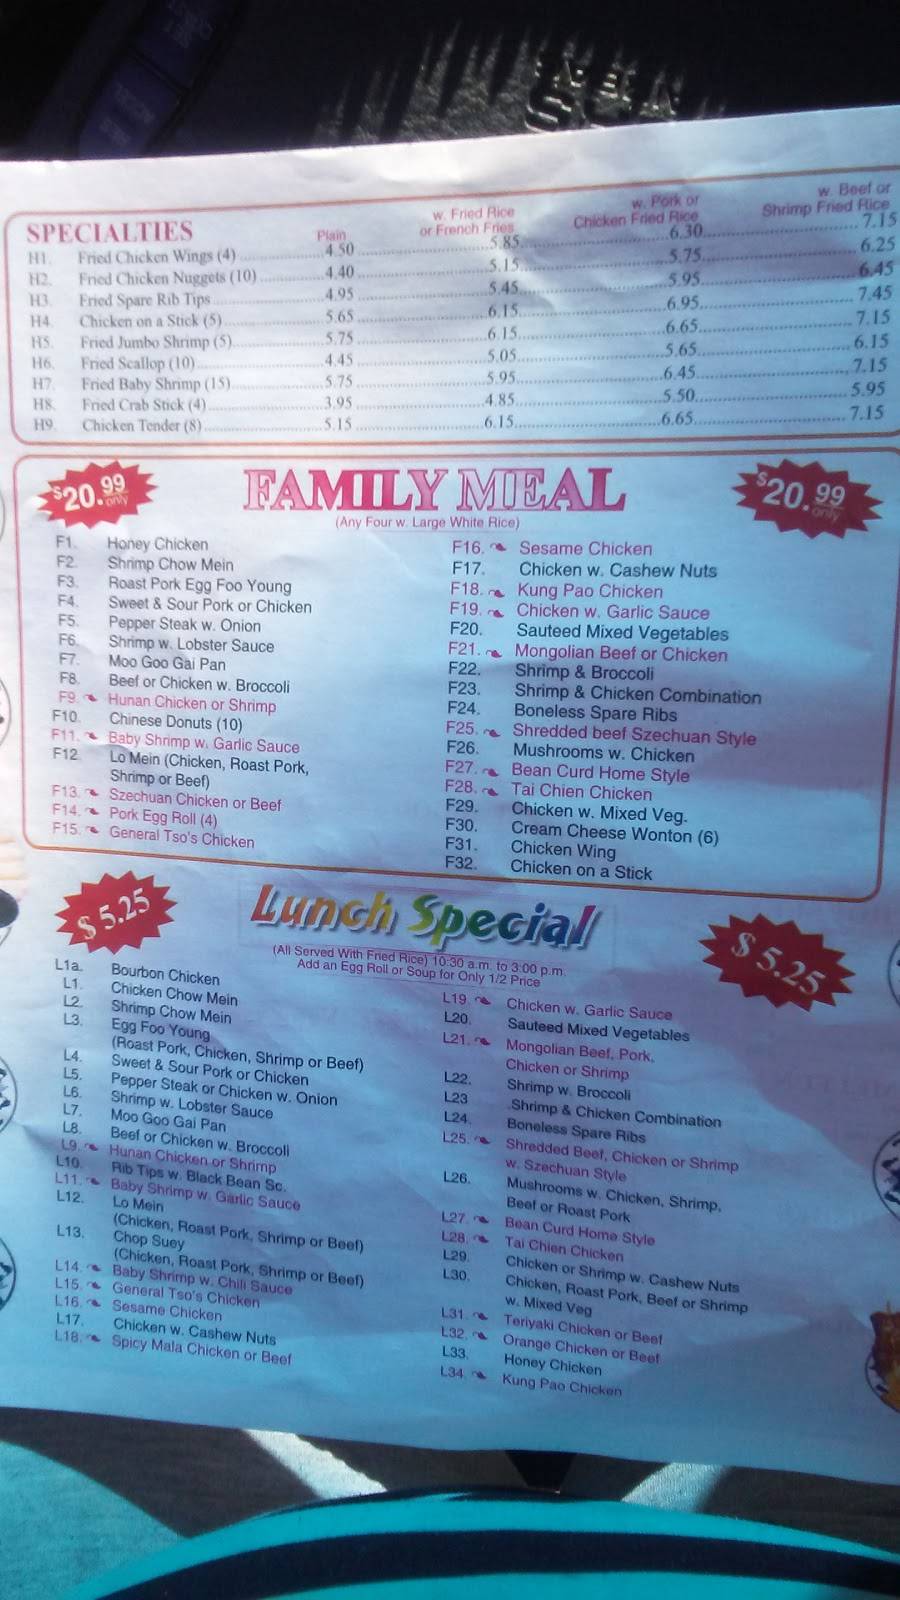 SPECIALTIES Plain w. Fried Rice or French Fries w. Pork or Chicken Fried Rice w. Beef or Shrimp Fried Rice
H1. Fried Chicken Wings (4) 4.50 5.85 6.30 7.15
H2. Fried Chicken Nuggets (10) 4.40 5.15 5.75 6.25
H3. Fried Spare Rib Tips 4.95 5.45 5.95 6.45
H4. Chicken on a Stick (5) 5.65 6.15 6.95 7.45
H5. Fried Jumbo Shrimp (5) 5.75 6.15 6.65 7.15
H6. Fried Scallop (10) 4.45 5.05 5.65 6.15
H7. Fried Baby Shrimp (15) 5.75 5.95 6.45 7.15
H8. Fried Crab Stick (4) 3.95 4.85 5.50 5.95
H9. Chicken Tender (8) 5.15 6.15 6.65 7.15
$20.99 only
FAMILY MEAL
$20.99 only
(Any Four w. Large White Rice)
F1. Honey Chicken
F2. Shrimp Chow Mein
F3. Roast Pork Egg Foo Young
F4. Sweet & Sour Pork or Chicken
F5. Pepper Steak w. Onion
F6. Shrimp w. Lobster Sauce
F7. Moo Goo Gai Pan
F8. Beef or Chicken w. Broccoli
F9. Hunan Chicken or Shrimp
F10. Chinese Donuts (10)
F11. Baby Shrimp w. Garlic Sauce
F12. Lo Mein (Chicken, Roast Pork,
Shrimp or Beef)
F13. Szechuan Chicken or Beef
F14. Pork Egg Roll (4)
F15. General Tso's Chicken
F16. Sesame Chicken
F17. Chicken w. Cashew Nuts
F18. Kung Pao Chicken
F19. Chicken w. Garlic Sauce
F20. Sauteed Mixed Vegetables
F21. Mongolian Beef or Chicken
F22. Shrimp & Broccoli
F23. Shrimp & Chicken Combination
F24. Boneless Spare Ribs
F25. Shredded beef Szechuan Style
F26. Mushrooms w. Chicken
F27. Bean Curd Home Style
F28. Tai Chien Chicken
F29. Chicken w. Mixed Veg.
F30. Cream Cheese Wonton (6)
F31. Chicken Wing
F32. Chicken on a Stick
$ 5.25
Lunch Special
$ 5.25
(All Served With Fried Rice) 10:30 a.m. to 3:00 p.m.
Add an Egg Roll or Soup for Only 1/2 Price
L1a. Bourbon Chicken
L1. Chicken Chow Mein
L2. Shrimp Chow Mein
L3. Egg Foo Young
(Roast Pork, Chicken, Shrimp or Beef)
L4. Sweet & Sour Pork or Chicken
L5. Pepper Steak or Chicken w. Onion
L6. Shrimp w. Lobster Sauce
L7. Moo Goo Gai Pan
L8. Beef or Chicken w. Broccoli
L9. Hunan Chicken or Shrimp
L10. Rib Tips w. Black Bean Sc.
L11. Baby Shrimp w. Garlic Sauce
L12. Lo Mein
(Chicken, Roast Pork, Shrimp or Beef)
L13. Chop Suey
(Chicken, Roast Pork, Shrimp or Beef)
L14. Baby Shrimp w. Chili Sauce
L15. General Tso's Chicken
L16. Sesame Chicken
L17. Chicken w. Cashew Nuts
L18. Spicy Mala Chicken or Beef
L19. Chicken w. Garlic Sauce
L20. Sauteed Mixed Vegetables
L21. Mongolian Beef, Pork,
Chicken or Shrimp
L22. Shrimp w. Broccoli
L23 Shrimp & Chicken Combination
L24. Boneless Spare Ribs
L25. Shredded Beef, Chicken or Shrimp
w. Szechuan Style
L26. Mushrooms w. Chicken, Shrimp,
Beef or Roast Pork
L27. Bean Curd Home Style
L28. Tai Chien Chicken
L29. Chicken or Shrimp w. Cashew Nuts
L30. Chicken, Roast Pork, Beef or Shrimp
w. Mixed Veg
L31. Teriyaki Chicken or Beef
L32. Orange Chicken or Beef
L33. Honey Chicken
L34. Kung Pao Chicken